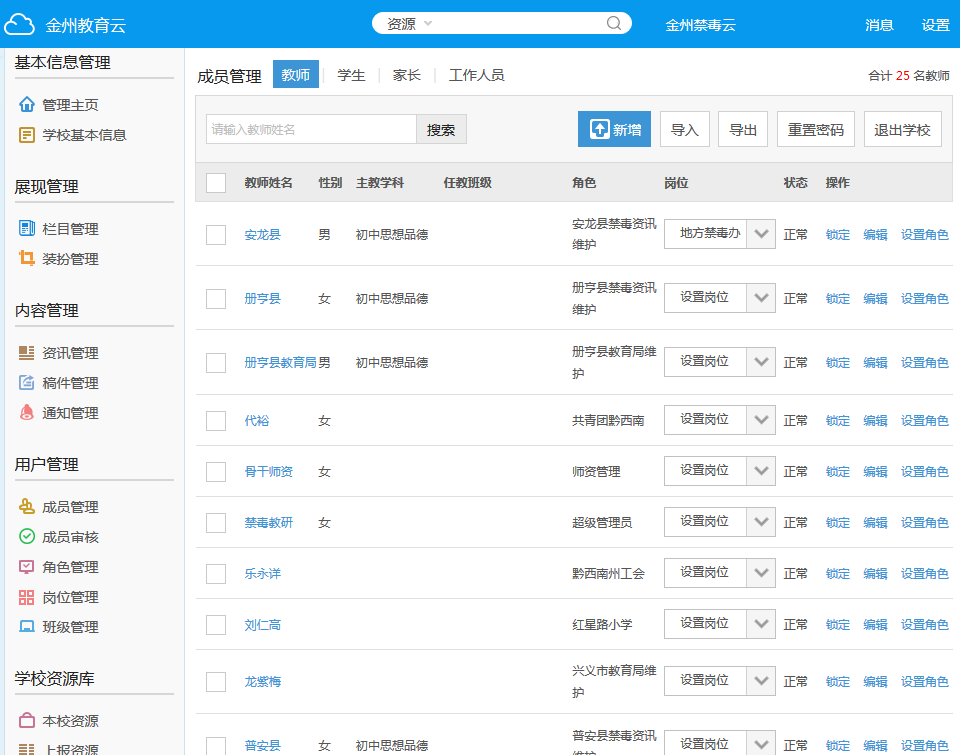 金州教育云
资源
金州禁毒云
消息 设置
基本信息管理
管理主页
学校基本信息
展现管理
栏目管理
装扮管理
内容管理
资讯管理
稿件管理
通知管理
用户管理
成员管理
成员审核
角色管理
岗位管理
班级管理
学校资源库
本校资源
上报资源
成员管理 教师 | 学生 | 家长 | 工作人员
合计 25 名教师
请输入教师姓名 搜索
新增 导入 导出 重置密码 退出学校
教师姓名 性别 主教学科 任教班级 角色 岗位 状态 操作
安龙县 男 初中思想品德 安龙县禁毒资讯 地方禁毒办 正常 锁定 编辑 设置角色
维护
册亨县 女 初中思想品德 册亨县禁毒资讯 设置岗位 正常 锁定 编辑 设置角色
维护
册亨县教育局 男 初中思想品德 册亨县教育局维 设置岗位 正常 锁定 编辑 设置角色
护
代裕 女 共青团黔西南 设置岗位 正常 锁定 编辑 设置角色
骨干师资 女 师资管理 设置岗位 正常 锁定 编辑 设置角色
禁毒教研 女 超级管理员 设置岗位 正常 锁定 编辑 设置角色
乐永洋 黔西南州工会 设置岗位 正常 锁定 编辑 设置角色
刘仁高 红星路小学 设置岗位 正常 锁定 编辑 设置角色
龙紫梅 兴义市教育局维 设置岗位 正常 锁定 编辑 设置角色
护
普安县 女 初中思想品德 普安县禁毒资讯 设置岗位 正常 锁定 编辑 设置角色
维护